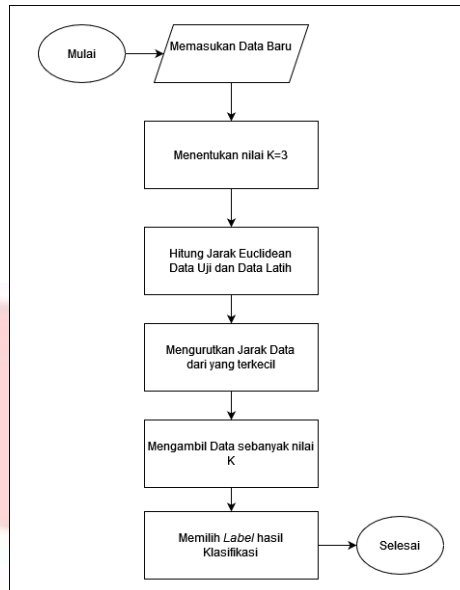 Mulai
Memasukan Data Baru
Menentukan nilai K=3
Hitung Jarak Euclidean
Data Uji dan Data Latih
Mengurutkan Jarak Data
dari yang terkecil
Mengambil Data sebanyak nilai
K
Memilih Label hasil
Klasifikasi
Selesai